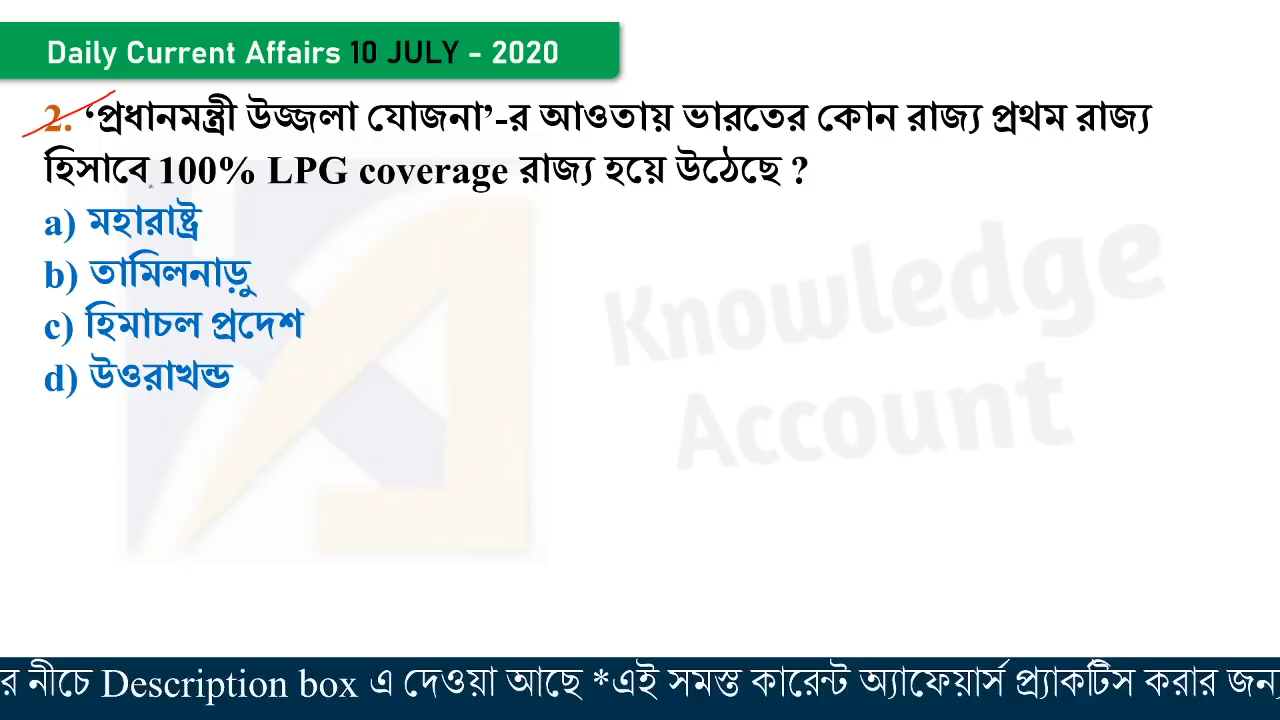 Daily Current Affairs 10 JULY - 2020
2. ‘প্রধানমন্ত্রী উজ্জলা যোজনা’-র আওতায় ভারতের কোন রাজ্য প্রথম রাজ্য
হিসাবে 100% LPG coverage রাজ্য হয়ে উঠেছে ?
a) মহারাষ্ট্র
b) তামিলনাড়ু
c) হিমাচল প্রদেশ
d) উওরাখন্ড
Knowledge
Account
র নীচে Description box এ দেওয়া আছে *এই সমস্ত কারেন্ট অ্যাফেয়ার্স প্র্যাকটিস করার জন্য